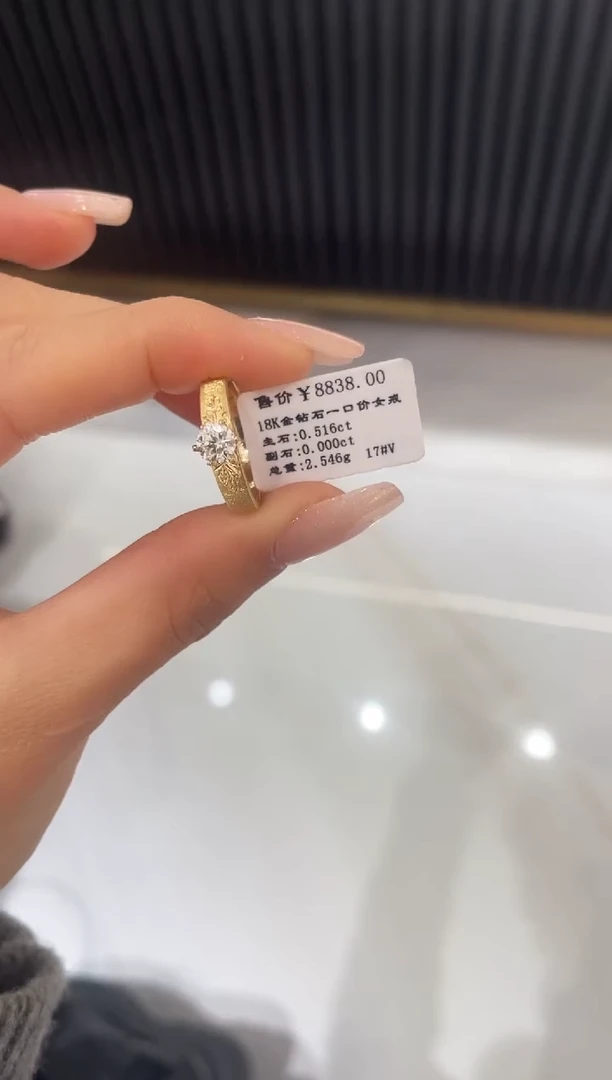 售价￥8838.00
18K金钻石一口价女戒
主石:0.516ct
副石:0.000ct
总重:2.546g 17#V